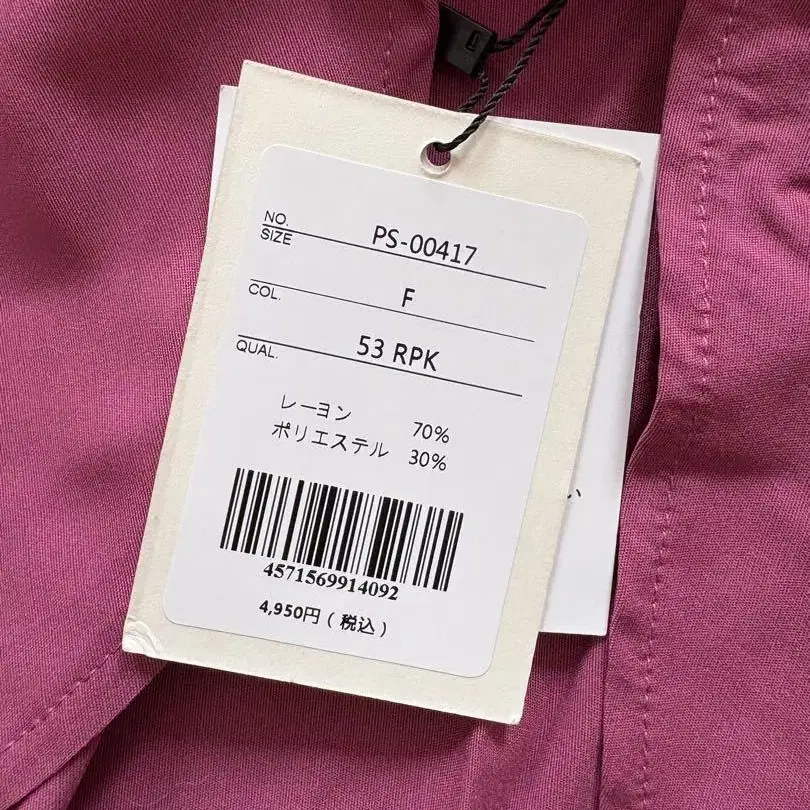 NO. PS-00417
SIZE
COL. F
QUAL. 53 RPK
レーヨン 70%
ポリエステル 30%
4571569914092
4,950円(税込)
い